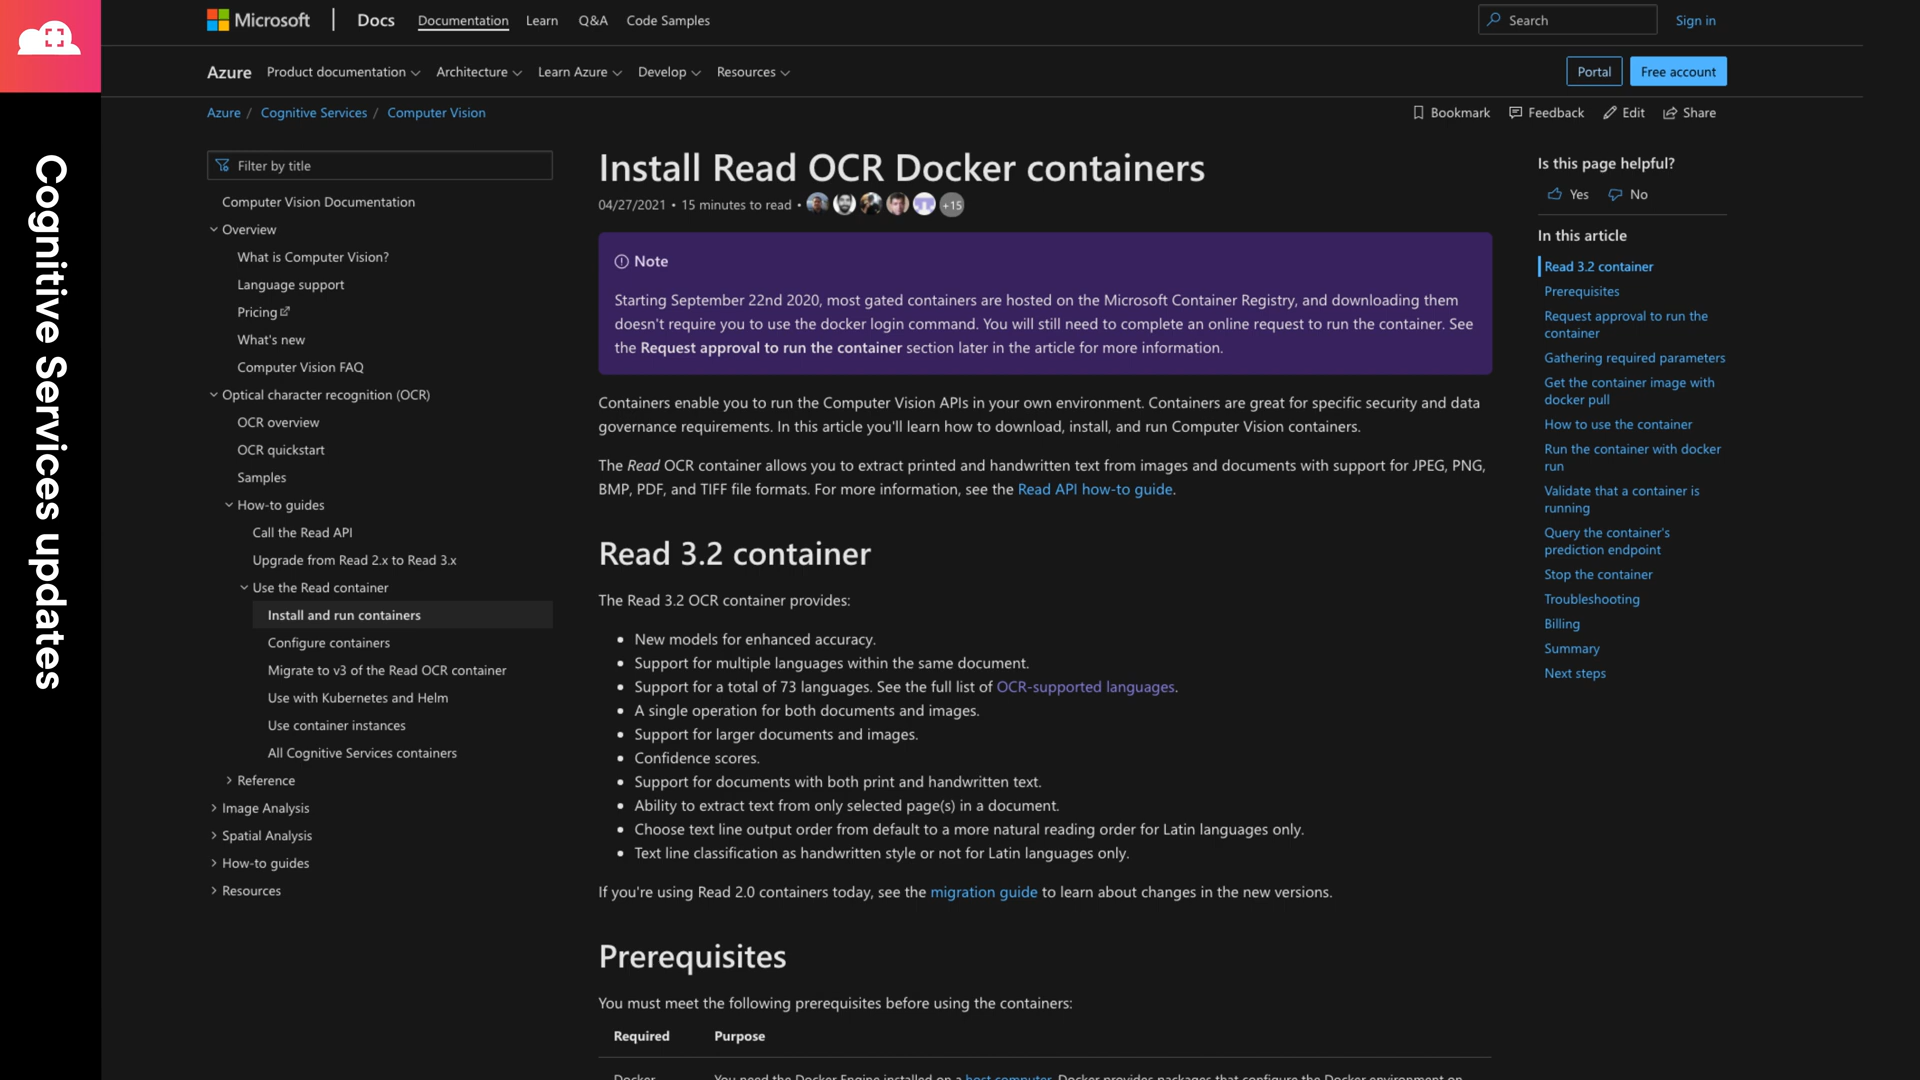 Cognitive Services updates
Microsoft
Docs
Documentation
Learn
Q&A
Code Samples
Search
Sign in
Azure
Product documentation
Architecture
Learn Azure
Develop
Resources
Portal
Free account
Azure / Cognitive Services / Computer Vision
Bookmark
Feedback
Edit
Share
Filter by title
Computer Vision Documentation
Overview
What is Computer Vision?
Language support
Pricing
What's new
Computer Vision FAQ
Optical character recognition (OCR)
OCR overview
OCR quickstart
Samples
How-to guides
Call the Read API
Upgrade from Read 2.x to Read 3.x
Use the Read container
Install and run containers
Configure containers
Migrate to v3 of the Read OCR container
Use with Kubernetes and Helm
Use container instances
All Cognitive Services containers
Reference
Image Analysis
Spatial Analysis
How-to guides
Resources
Install Read OCR Docker containers
04/27/2021 • 15 minutes to read • +15
Note
Starting September 22nd 2020, most gated containers are hosted on the Microsoft Container Registry, and downloading them
doesn't require you to use the docker login command. You will still need to complete an online request to run the container. See
the Request approval to run the container section later in the article for more information.
Containers enable you to run the Computer Vision APIs in your own environment. Containers are great for specific security and data
governance requirements. In this article you'll learn how to download, install, and run Computer Vision containers.
The Read OCR container allows you to extract printed and handwritten text from images and documents with support for JPEG, PNG,
BMP, PDF, and TIFF file formats. For more information, see the Read API how-to guide.
Read 3.2 container
The Read 3.2 OCR container provides:
• New models for enhanced accuracy.
• Support for multiple languages within the same document.
• Support for a total of 73 languages. See the full list of OCR-supported languages.
• A single operation for both documents and images.
• Support for larger documents and images.
• Confidence scores.
• Support for documents with both print and handwritten text.
• Ability to extract text from only selected page(s) in a document.
• Choose text line output order from default to a more natural reading order for Latin languages only.
• Text line classification as handwritten style or not for Latin languages only.
If you're using Read 2.0 containers today, see the migration guide to learn about changes in the new versions.
Prerequisites
You must meet the following prerequisites before using the containers:
Required Purpose
Docker You need the Docker Engine installed on a host computer. Docker provides packages that configure the Docker environment on
Is this page helpful?
Yes
No
In this article
Read 3.2 container
Prerequisites
Request approval to run the
container
Gathering required parameters
Get the container image with
docker pull
How to use the container
Run the container with docker
run
Validate that a container is
running
Query the container's
prediction endpoint
Stop the container
Troubleshooting
Billing
Summary
Next steps